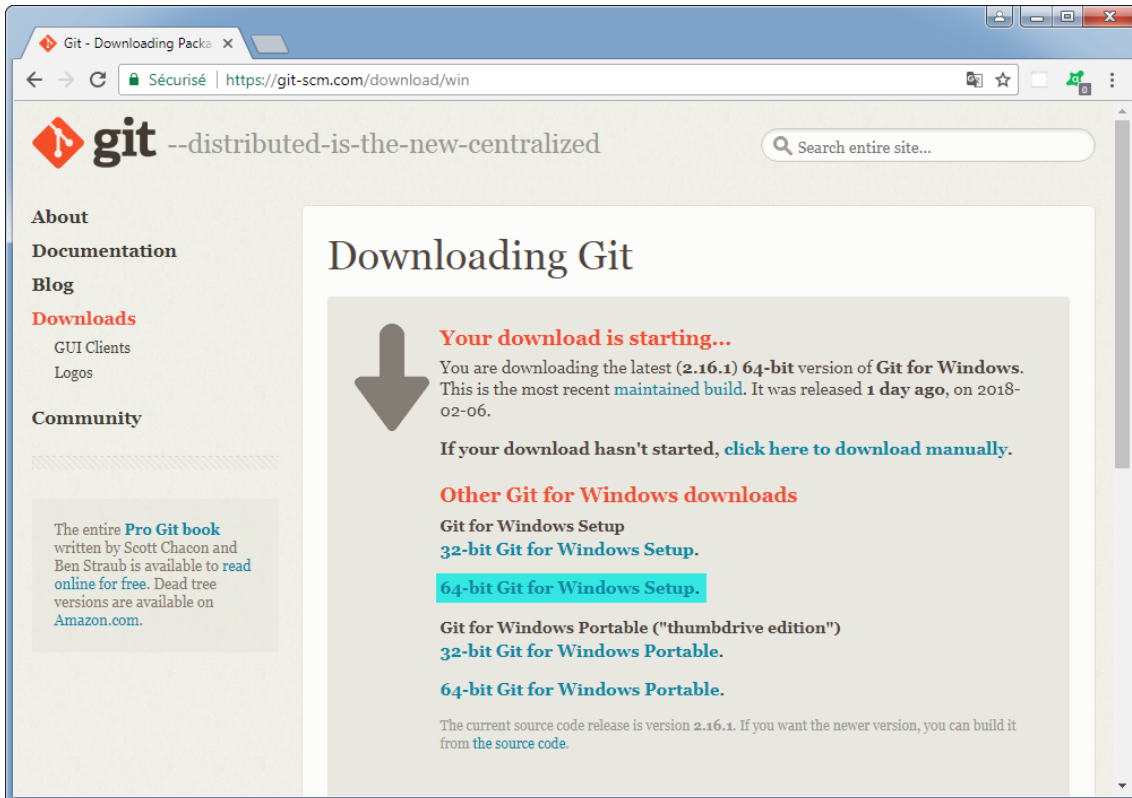 Git - Downloading Packa
Sécurisé | https://git-scm.com/download/win
0
git --distributed-is-the-new-centralized
Search entire site...
About
Documentation
Blog
Downloads
GUI Clients
Logos
Community
The entire Pro Git book
written by Scott Chacon and
Ben Straub is available to read
online for free. Dead tree
versions are available on
Amazon.com.
Downloading Git
Your download is starting...
You are downloading the latest (2.16.1) 64-bit version of Git for Windows.
This is the most recent maintained build. It was released 1 day ago, on 2018-
02-06.
If your download hasn't started, click here to download manually.
Other Git for Windows downloads
Git for Windows Setup
32-bit Git for Windows Setup.
64-bit Git for Windows Setup.
Git for Windows Portable ("thumbdrive edition")
32-bit Git for Windows Portable.
64-bit Git for Windows Portable.
The current source code release is version 2.16.1. If you want the newer version, you can build it
from the source code.